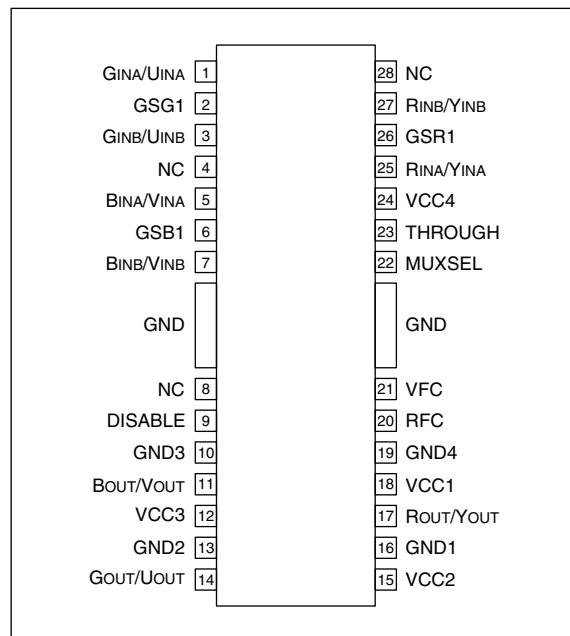 GINA/UINA 1 28 NC
GSG1 2 27 RINB/YINB
GINB/UINB 3 26 GSR1
NC 4 25 RINA/YINA
BINA/VINA 5 24 VCC4
GSB1 6 23 THROUGH
BINB/VINB 7 22 MUXSEL
GND GND
NC 8 21 VFC
DISABLE 9 20 RFC
GND3 10 19 GND4
BOUT/VOUT 11 18 VCC1
VCC3 12 17 ROUT/YOUT
GND2 13 16 GND1
GOUT/UOUT 14 15 VCC2